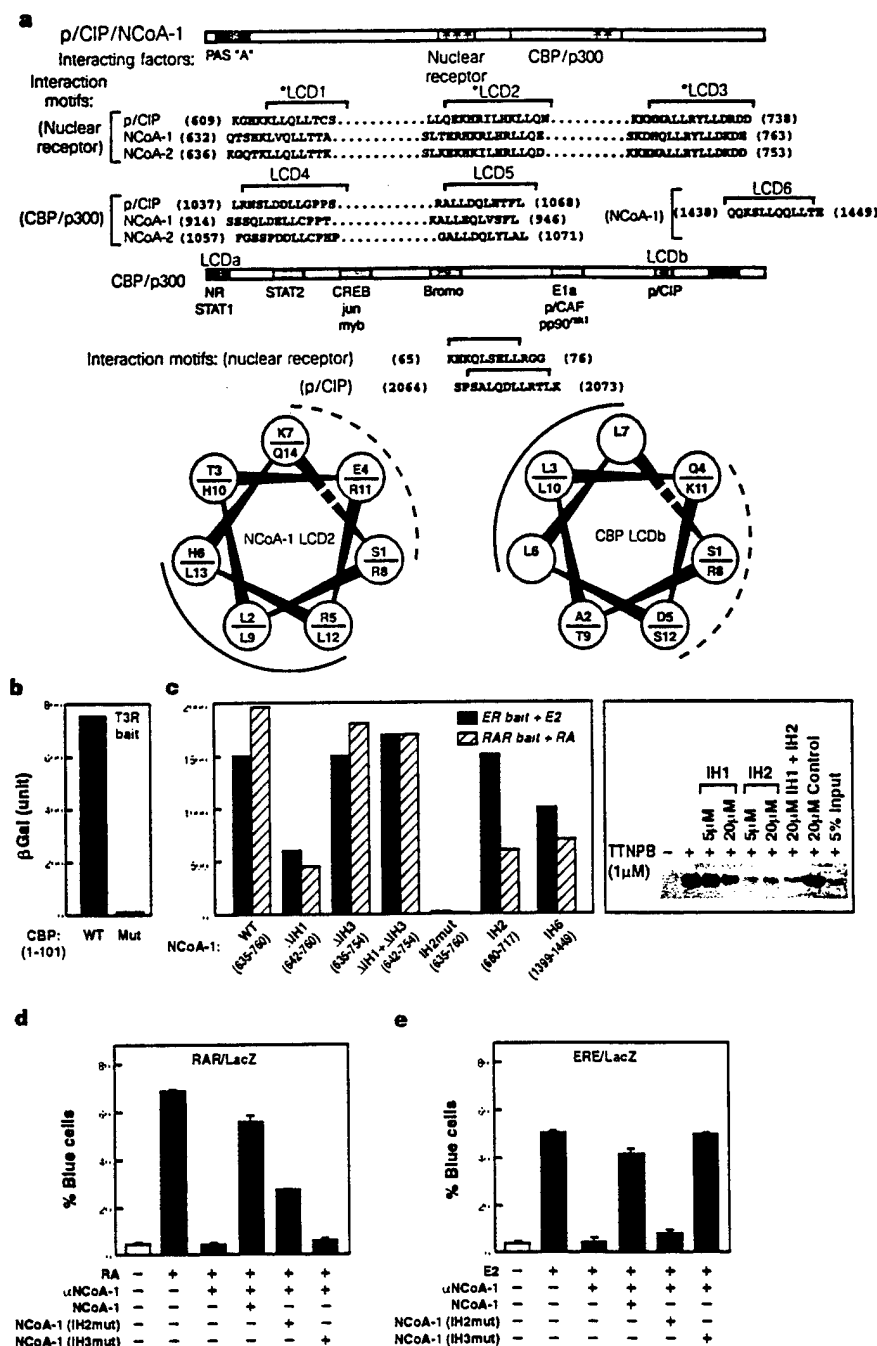 a
p/CIP/NCoA-1
***
**
Interacting factors:
PAS "A"
Nuclear receptor
CBP/p300
Interaction motifs:
*LCD1
*LCD2
*LCD3
(Nuclear receptor)
p/CIP (609) KGHKKLLQLLTCS LLQEKHRILHKLLQN KKMMALLRYLLDRDD (738)
NCoA-1 (632) QTSHKLVQLLTTA SLTERHKRLHRLLQE SKDHQLLRYLLDKDE (763)
NCoA-2 (636) KGQTKLLQLLTTK SLKEKHKILHRLLQD KKENALLRYLLDKDD (753)
LCD4
LCD5
LCD6
(CBP/p300)
p/CIP (1037) LRNSLDDLLGPPS RALLDQLHTFL (1068)
NCoA-1 (914) SSSQLDELLCPPT KALLEQLVSFL (946)
NCoA-2 (1057) GALLDQLYLAL (1071)
(NCoA-1) (1438) QQKSLLQQLLTE (1449)
LCDa
LCDb
CBP/p300
NR STAT1
STAT2
CREB jun myb
Bromo
E1a p/CAF
p/CIP
Interaction motifs: (nuclear receptor) (65) KHKQLSELLRGG (76)
(p/CIP) (2064) SPSALQDLLRTLK (2073)
K7 Q14
T3 H10
E4 R11
NCoA-1 LCD2
H6 L13
S1 R8
L2 L9
R5 L12
L7
L3 L10
Q4 K11
CBP LCDb
L6
S1 R8
A2 T9
D5 S12
b
T3R bait
βGal (unit)
CBP: (1-101)
WT
Mut
c
ER bait + E2
RAR bait + RA
NCoA-1:
WT (635-760)
ΔIH1 (642-760)
ΔIH3 (635-754)
ΔIH1+ΔIH3 (642-754)
IH2mut (635-760)
IH2 (680-717)
IH6 (1399-1449)
IH1
IH2
5μM
20μM
5μM
20μM
20μM IH1 + IH2
20μM Control
5% Input
TTNPB (1μM)
− + + + + + + + +
d
RAR/LacZ
% Blue cells
RA − + + + + +
αNCoA-1 − − + + + +
NCoA-1 − − − + − −
NCoA-1 (IH2mut) − − − − + −
NCoA-1 (IH3mut) − − − − − +
e
ERE/LacZ
% Blue cells
E2 − + + + + +
αNCoA-1 − − + + + +
NCoA-1 − − − + − −
NCoA-1 (IH2mut) − − − − + −
NCoA-1 (IH3mut) − − − − − +